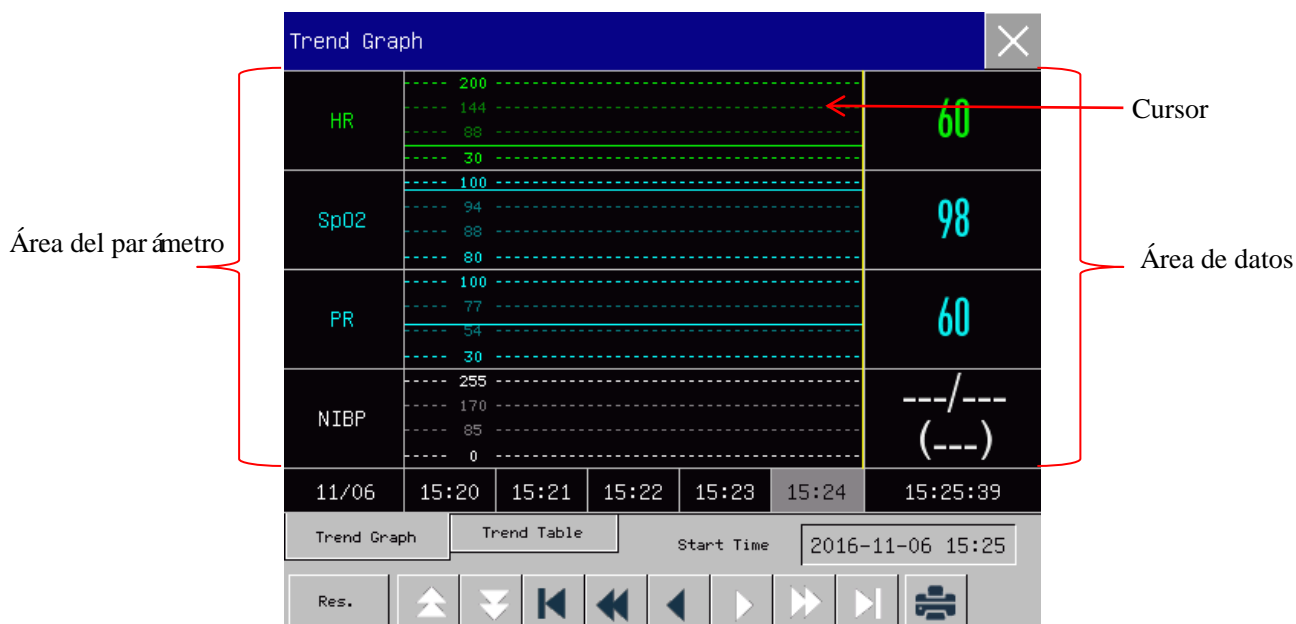 Trend Graph
HR
200
144
88
30
60
Cursor
SpO2
100
94
88
80
98
Área del parámetro
Área de datos
PR
100
77
54
30
60
NIBP
255
170
85
0
---/---
(---)
11/06 15:20 15:21 15:22 15:23 15:24 15:25:39
Trend Graph Trend Table Start Time 2016-11-06 15:25
Res.